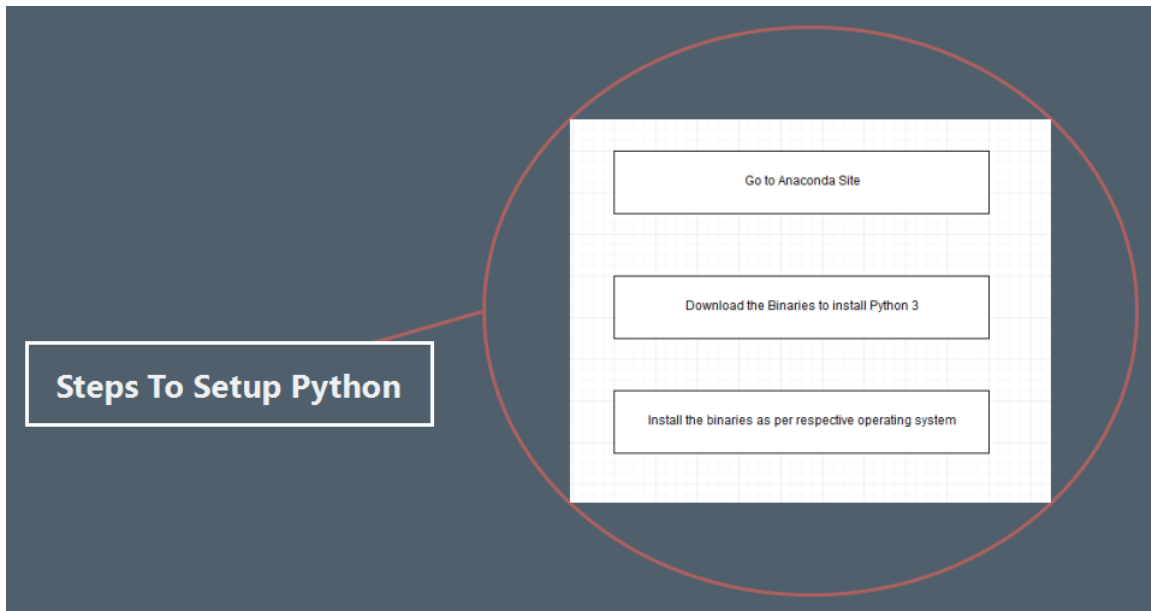 Steps To Setup Python
Go to Anaconda Site
Download the Binaries to install Python 3
Install the binaries as per respective operating system